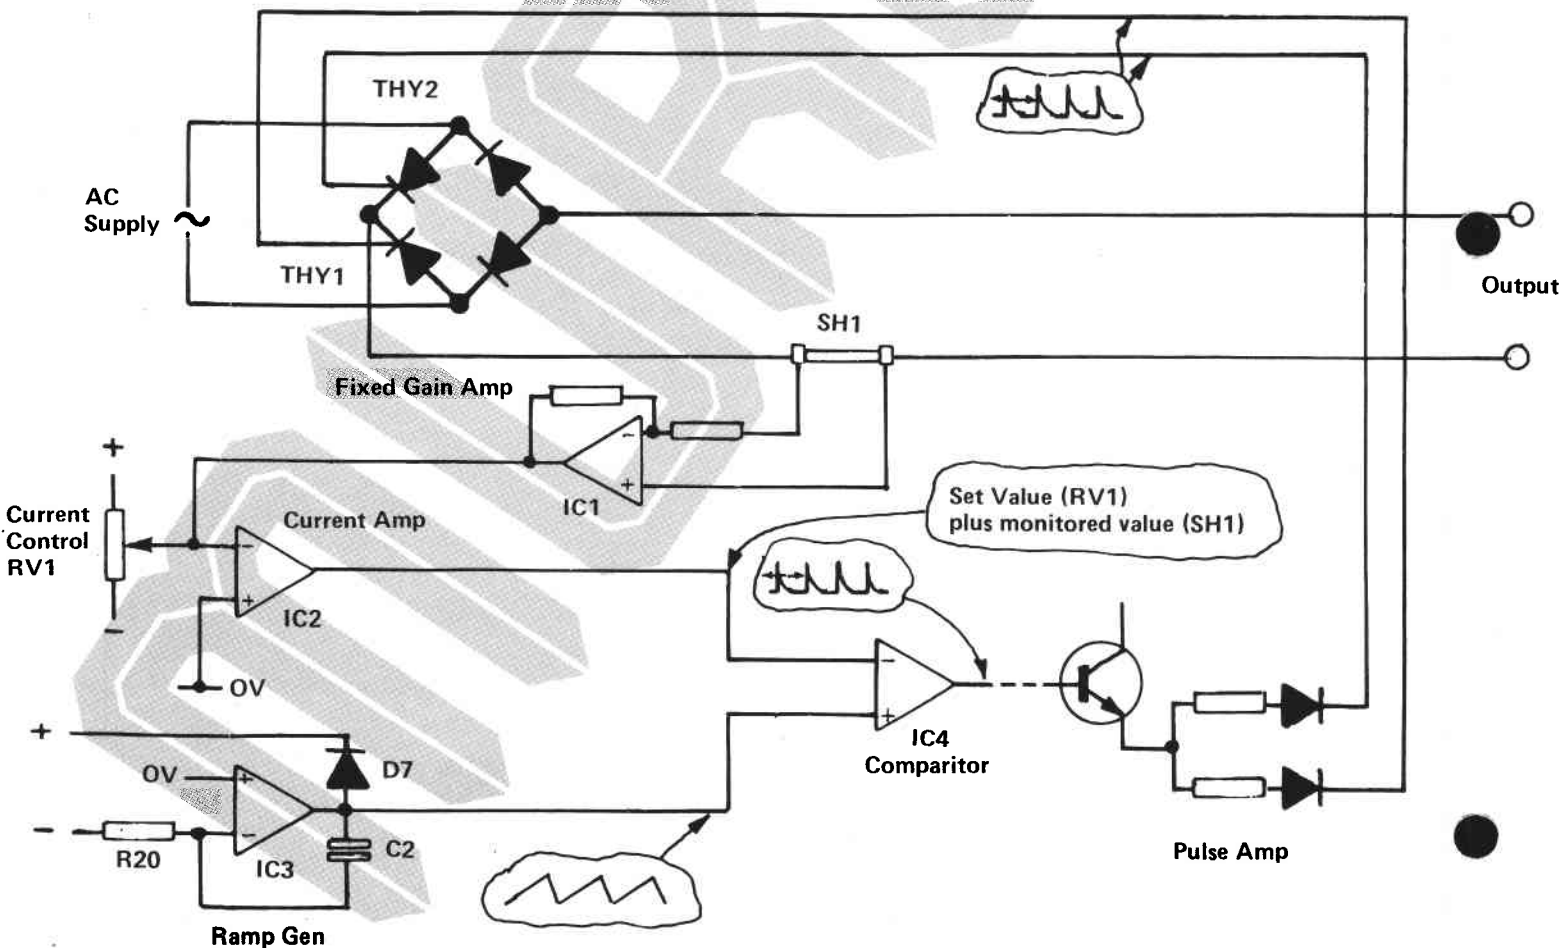 THY2
AC
Supply
~
THY1
Output
SH1
Fixed Gain Amp
+
-
+
IC1
Current
Control
RV1
-
Current Amp
-
+
IC2
Set Value (RV1)
plus monitored value (SH1)
OV
-
+
IC4
Comparitor
+
OV
+
D7
-
-
R20
IC3
C2
Pulse Amp
Ramp Gen